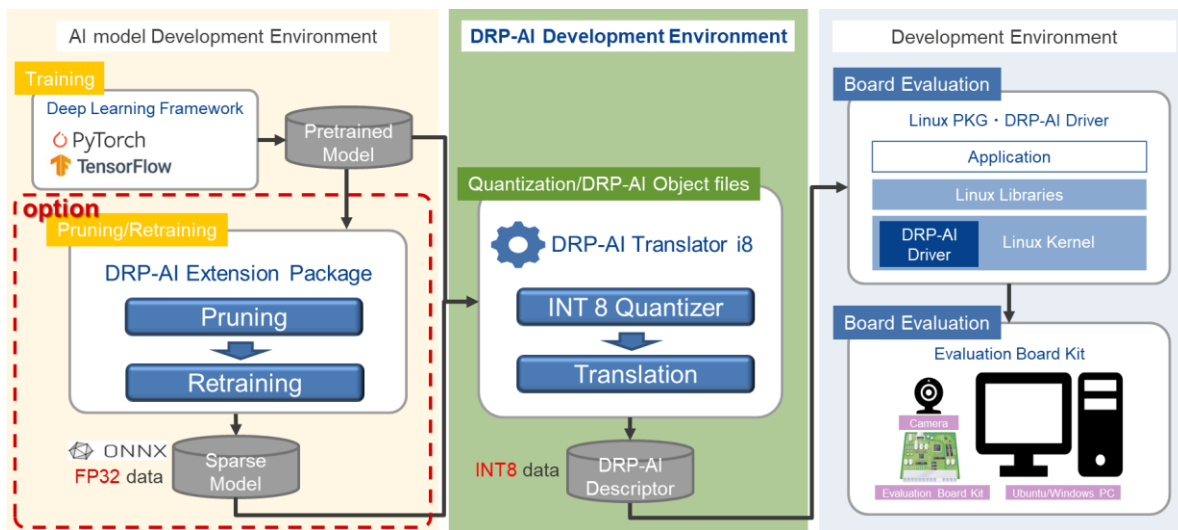 AI model Development Environment
Training
Deep Learning Framework
PyTorch
TensorFlow
Pretrained
Model
option
Pruning/Retraining
DRP-AI Extension Package
Pruning
Retraining
ONNX
FP32 data
Sparse
Model
DRP-AI Development Environment
Quantization/DRP-AI Object files
DRP-AI Translator i8
INT 8 Quantizer
Translation
INT8 data
DRP-AI
Descriptor
Development Environment
Board Evaluation
Linux PKG・DRP-AI Driver
Application
Linux Libraries
DRP-AI
Driver
Linux Kernel
Board Evaluation
Evaluation Board Kit
Camera
Evaluation Board Kit
Ubuntu/Windows PC